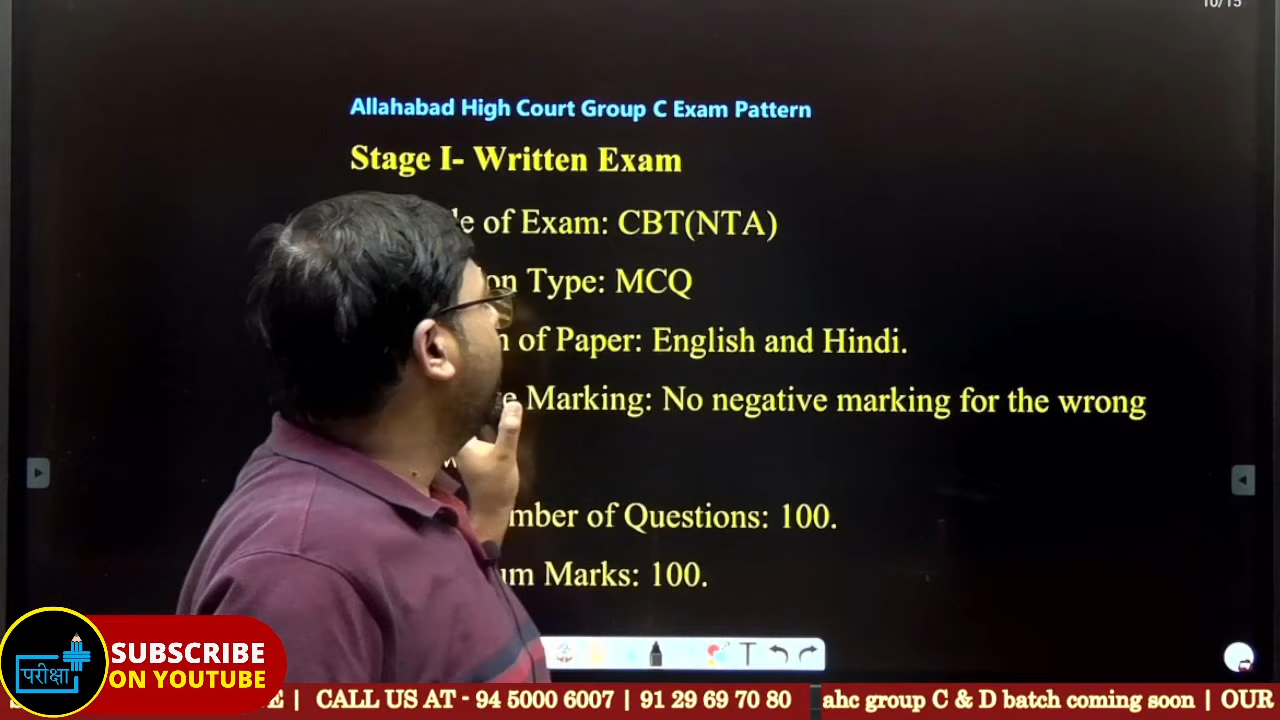 10/15
Allahabad High Court Group C Exam Pattern
Stage I- Written Exam
of Exam: CBT(NTA)
Type: MCQ
of Paper: English and Hindi.
Marking: No negative marking for the wrong
mber of Questions: 100.
um Marks: 100.
T
SUBSCRIBE
ON YOUTUBE
परीक्षा
| CALL US AT - 94 5000 6007 | 91 29 69 70 80
ahc group C & D batch coming soon | OUR